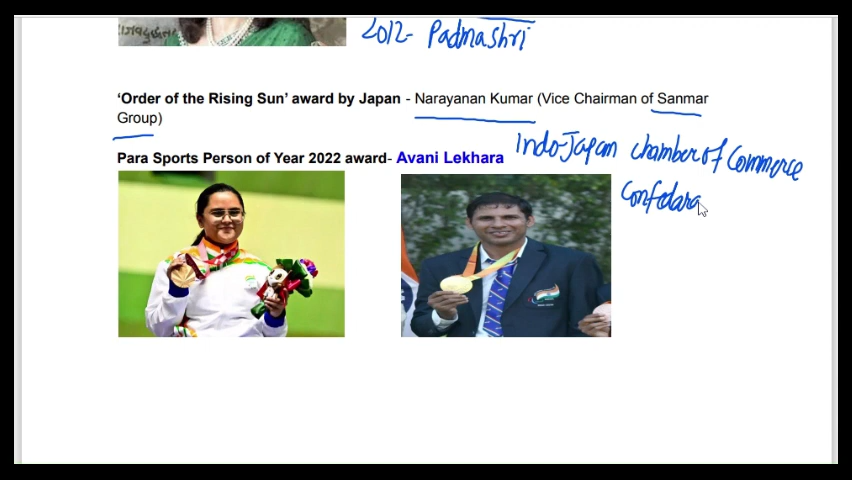 2012- Padmashri
'Order of the Rising Sun' award by Japan - Narayanan Kumar (Vice Chairman of Sanmar
Group)
Indo-Japan chamber of Commerce
Para Sports Person of Year 2022 award- Avani Lekhara
Confedara